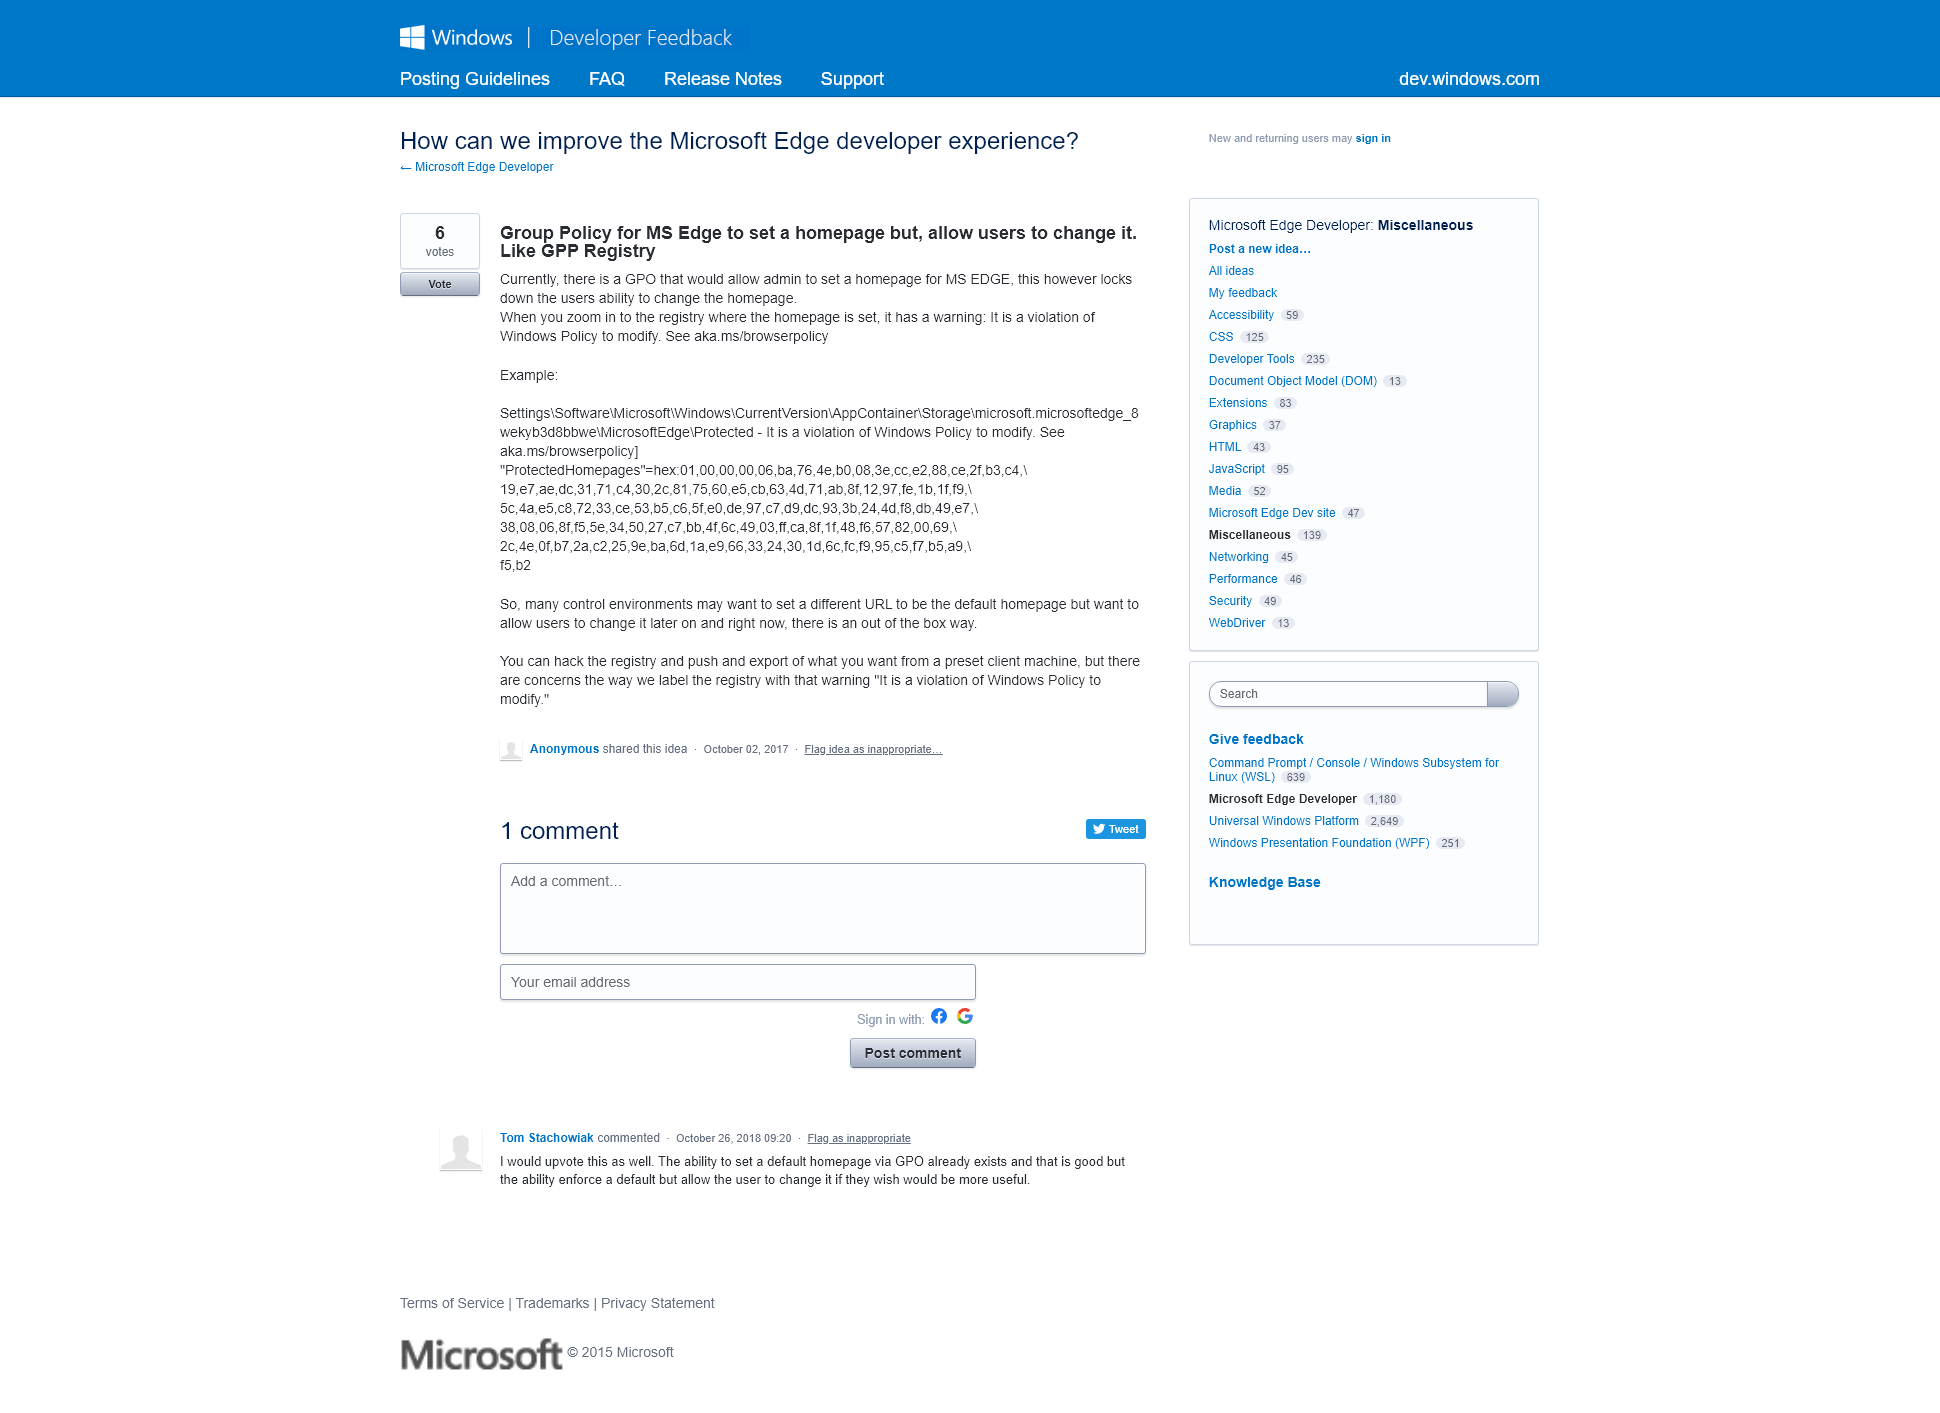 Windows | Developer Feedback
Posting Guidelines FAQ Release Notes Support dev.windows.com
How can we improve the Microsoft Edge developer experience?
← Microsoft Edge Developer
New and returning users may sign in
6
votes
Vote
Group Policy for MS Edge to set a homepage but, allow users to change it.
Like GPP Registry
Currently, there is a GPO that would allow admin to set a homepage for MS EDGE, this however locks
down the users ability to change the homepage.
When you zoom in to the registry where the homepage is set, it has a warning: It is a violation of
Windows Policy to modify. See aka.ms/browserpolicy
Example:
Settings\Software\Microsoft\Windows\CurrentVersion\AppContainer\Storage\microsoft.microsoftedge_8
wekyb3d8bbwe\MicrosoftEdge\Protected - It is a violation of Windows Policy to modify. See
aka.ms/browserpolicy]
"ProtectedHomepages"=hex:01,00,00,00,06,ba,76,4e,b0,08,3e,cc,e2,88,ce,2f,b3,c4,\
19,e7,ae,dc,31,71,c4,30,2c,81,75,60,e5,cb,63,4d,71,ab,8f,12,97,fe,1b,1f,f9,\
5c,4a,e5,c8,72,33,ce,53,b5,c6,5f,e0,de,97,c7,d9,dc,93,3b,24,4d,f8,db,49,e7,\
38,08,06,8f,f5,5e,34,50,27,c7,bb,4f,6c,49,03,ff,ca,8f,1f,48,f6,57,82,00,69,\
2c,4e,0f,b7,2a,c2,25,9e,ba,6d,1a,e9,66,33,24,30,1d,6c,fc,f9,95,c5,f7,b5,a9,\
f5,b2
So, many control environments may want to set a different URL to be the default homepage but want to
allow users to change it later on and right now, there is an out of the box way.
You can hack the registry and push and export of what you want from a preset client machine, but there
are concerns the way we label the registry with that warning "It is a violation of Windows Policy to
modify."
Anonymous shared this idea · October 02, 2017 · Flag idea as inappropriate…
1 comment
Tweet
Add a comment…
Your email address
Sign in with:
Post comment
Tom Stachowiak commented · October 26, 2018 09:20 · Flag as inappropriate
I would upvote this as well. The ability to set a default homepage via GPO already exists and that is good but
the ability enforce a default but allow the user to change it if they wish would be more useful.
Microsoft Edge Developer: Miscellaneous
Post a new idea…
All ideas
My feedback
Accessibility 59
CSS 125
Developer Tools 235
Document Object Model (DOM) 13
Extensions 83
Graphics 37
HTML 43
JavaScript 95
Media 52
Microsoft Edge Dev site 47
Miscellaneous 139
Networking 45
Performance 46
Security 49
WebDriver 13
Search
Give feedback
Command Prompt / Console / Windows Subsystem for
Linux (WSL) 639
Microsoft Edge Developer 1,180
Universal Windows Platform 2,649
Windows Presentation Foundation (WPF) 251
Knowledge Base
Terms of Service | Trademarks | Privacy Statement
Microsoft © 2015 Microsoft